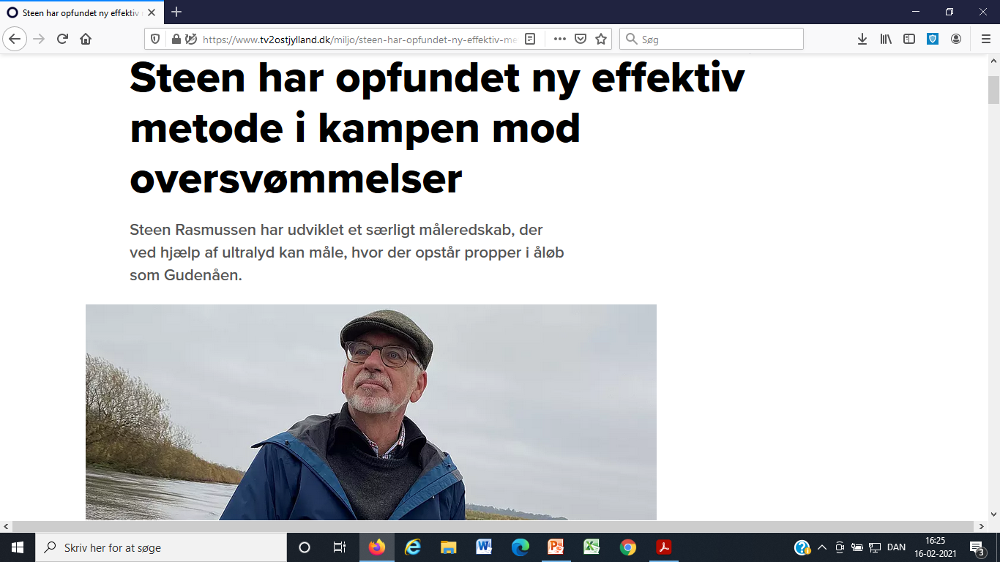 Steen har opfundet ny effektiv
https://www.tv2ostjylland.dk/miljo/steen-har-opfundet-ny-effektiv-me
Søg
Steen har opfundet ny effektiv
metode i kampen mod
oversvømmelser
Steen Rasmussen har udviklet et særligt måleredskab, der
ved hjælp af ultralyd kan måle, hvor der opstår propper i åløb
som Gudenåen.
Skriv her for at søge
DAN
16:25
16-02-2021
3